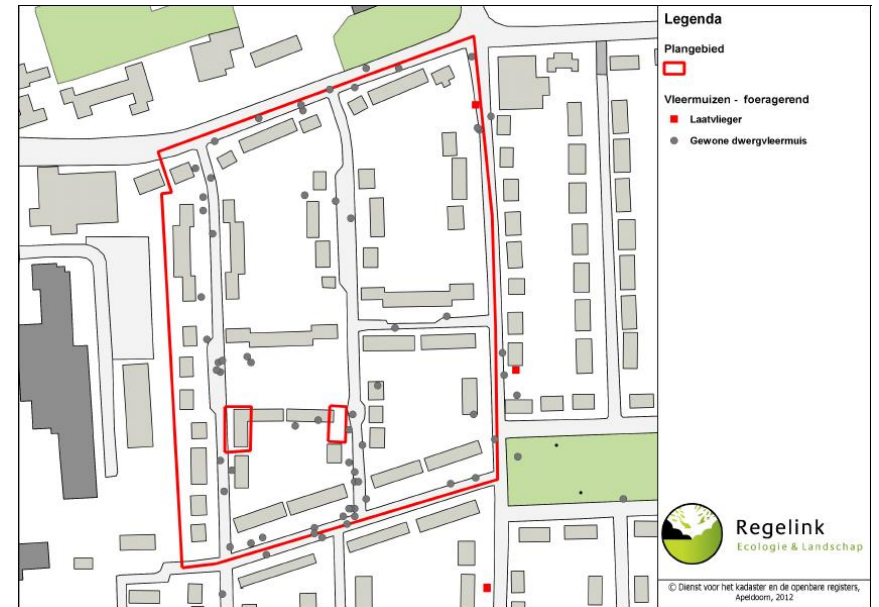 Legenda
Plangebied
Vleermuizen - foeragerend
Laatvlieger
Gewone dwergvleermuis
Regelink
Ecologie & Landschap
© Dienst voor het kadaster en de openbare registers,
Apeldoorn, 2012